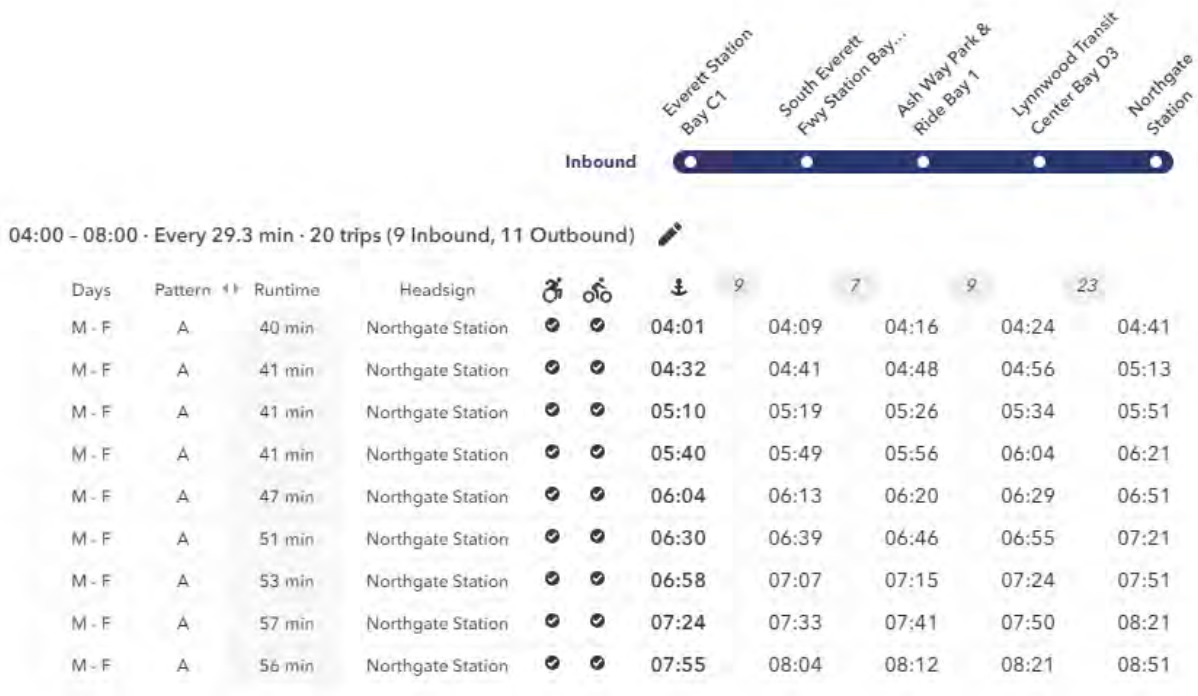 Everett Station
Bay C1
South Everett
Fwy Station Bay...
Ash Way Park &
Ride Bay 1
Lynnwood Transit
Center Bay D3
Northgate
Station
Inbound
04:00 - 08:00 · Every 29.3 min · 20 trips (9 Inbound, 11 Outbound)
Days Pattern Runtime Headsign 9 7 9 23
M - F A 40 min Northgate Station 04:01 04:09 04:16 04:24 04:41
M - F A 41 min Northgate Station 04:32 04:41 04:48 04:56 05:13
M - F A 41 min Northgate Station 05:10 05:19 05:26 05:34 05:51
M - F A 41 min Northgate Station 05:40 05:49 05:56 06:04 06:21
M - F A 47 min Northgate Station 06:04 06:13 06:20 06:29 06:51
M - F A 51 min Northgate Station 06:30 06:39 06:46 06:55 07:21
M - F A 53 min Northgate Station 06:58 07:07 07:15 07:24 07:51
M - F A 57 min Northgate Station 07:24 07:33 07:41 07:50 08:21
M - F A 56 min Northgate Station 07:55 08:04 08:12 08:21 08:51